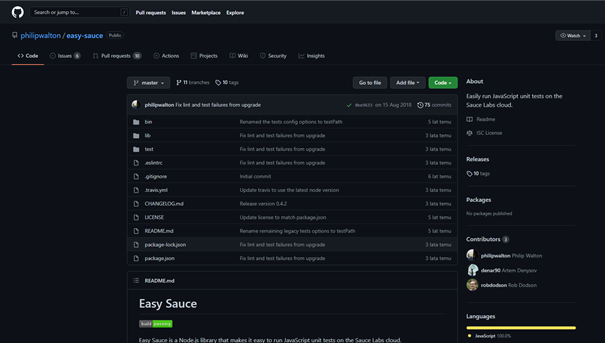 Search or jump to... / Pull requests Issues Marketplace Explore
philipwalton / easy-sauce Public Watch 3
Code Issues 6 Pull requests 10 Actions Projects Wiki Security Insights
master 11 branches 10 tags Go to file Add file Code
philipwalton Fix lint and test failures from upgrade on 15 Aug 2018 75 commits
bin Renamed the tests config options to testPath 5 lat temu
lib Fix lint and test failures from upgrade 3 lata temu
test Fix lint and test failures from upgrade 3 lata temu
.eslintrc Fix lint and test failures from upgrade 3 lata temu
.gitignore Initial commit 6 lat temu
.travis.yml Update travis to use the latest node version 3 lata temu
CHANGELOG.md Release version 0.4.2 3 lata temu
LICENSE Update license to match package.json 5 lat temu
README.md Rename remaining legacy tests options to testPath 5 lat temu
package-lock.json Fix lint and test failures from upgrade 3 lata temu
package.json Fix lint and test failures from upgrade 3 lata temu
README.md
Easy Sauce
build passing
Easy Sauce is a Node.js library that makes it easy to run JavaScript unit tests on the Sauce Labs cloud.
About
Easily run JavaScript unit tests on the
Sauce Labs cloud.
Readme
ISC License
Releases
10 tags
Packages
No packages published
Contributors 3
philipwalton Philip Walton
denar90 Artem Denysov
robdodson Rob Dodson
Languages
JavaScript 100.0%